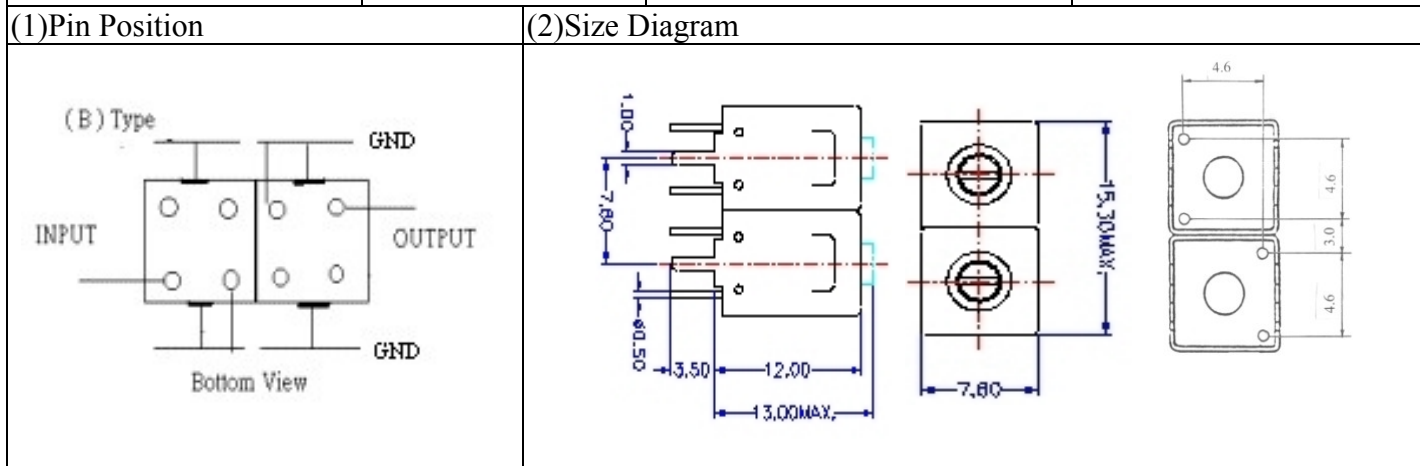 (1)Pin Position
(2)Size Diagram
(B) Type
GND
INPUT
OUTPUT
GND
Bottom View
1.00
7.60
ø0.50
3.50
12.00
13.00MAX.
15.30MAX.
7.60
4.6
4.6
3.0
4.6